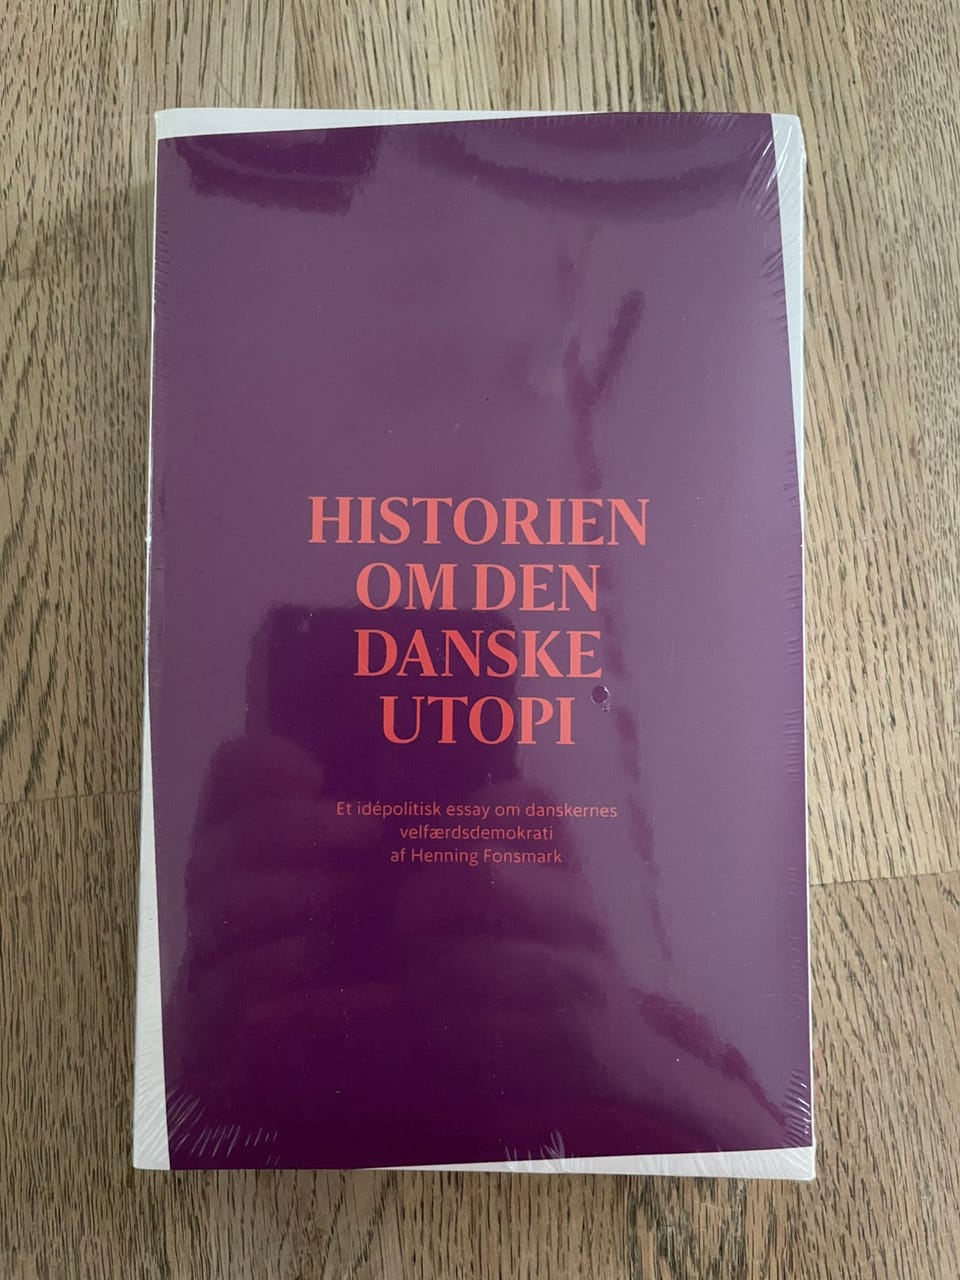 HISTORIEN
OM DEN
DANSKE
UTOPI
Et idépolitisk essay om danskernes
velfærdsdemokrati
af Henning Fonsmark